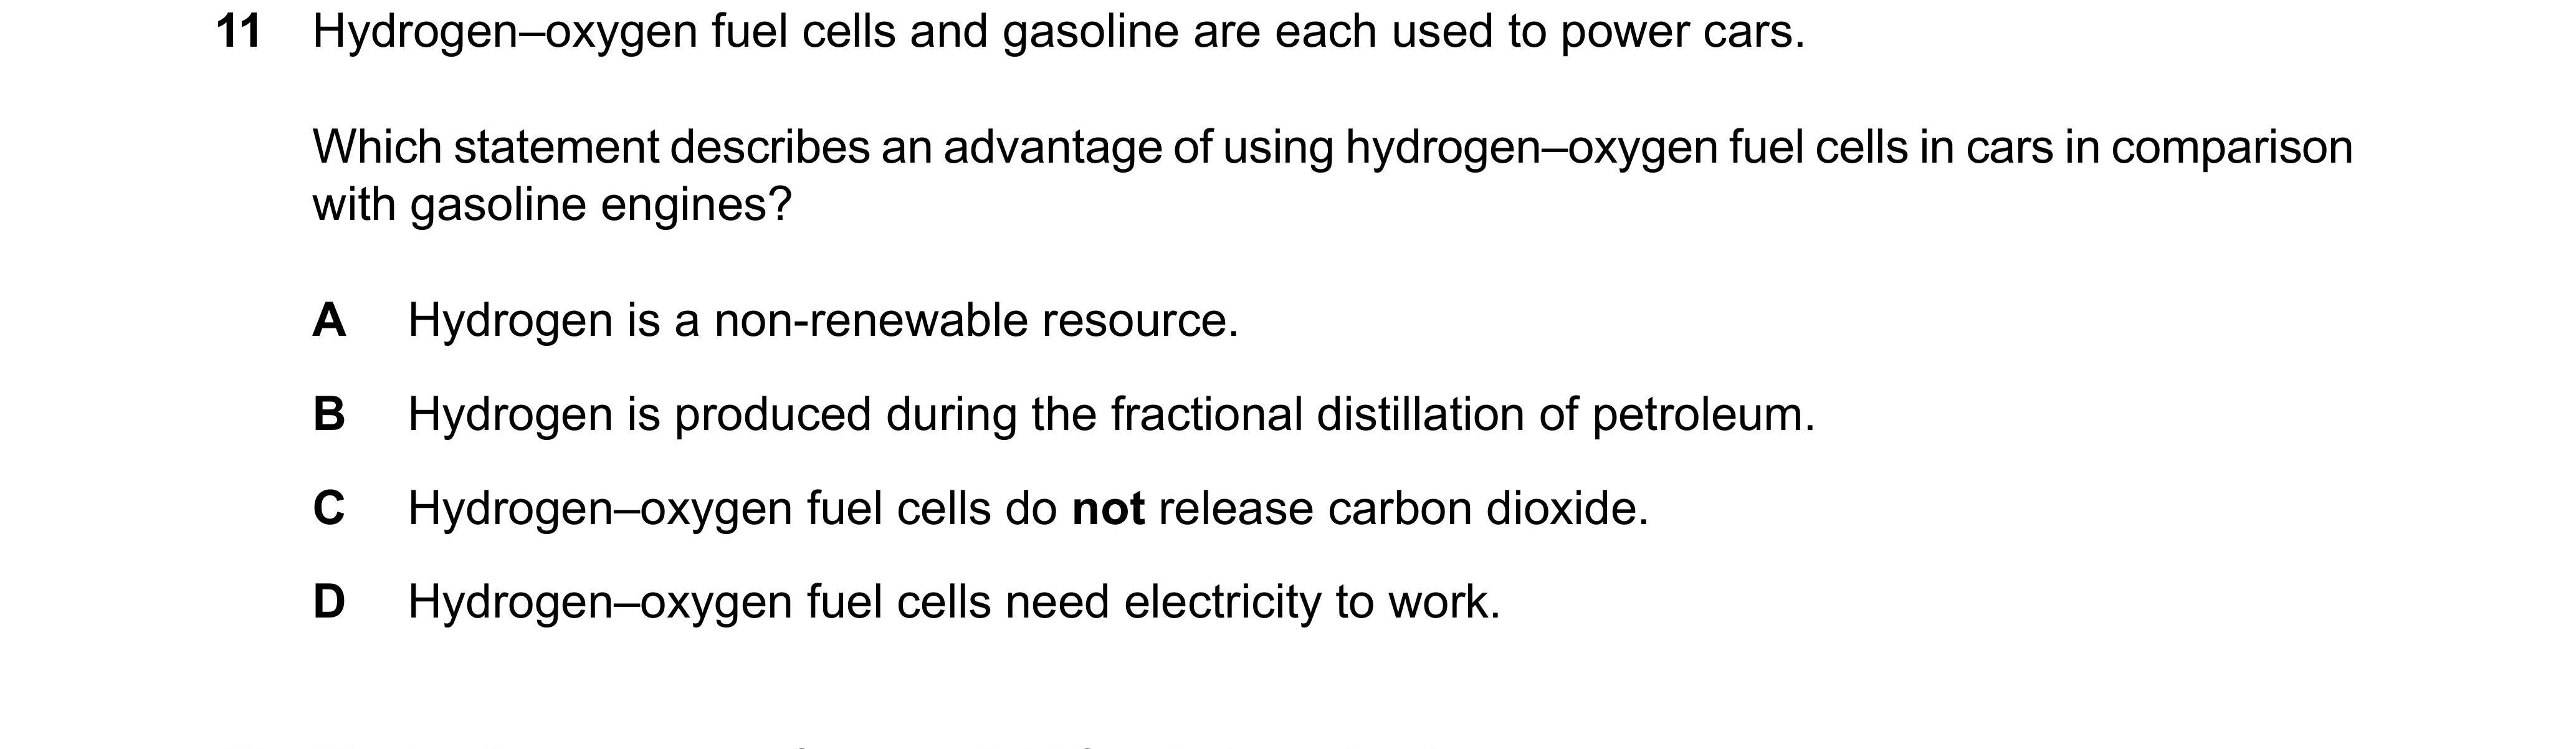 11 Hydrogen–oxygen fuel cells and gasoline are each used to power cars.
Which statement describes an advantage of using hydrogen–oxygen fuel cells in cars in comparison
with gasoline engines?
A Hydrogen is a non-renewable resource.
B Hydrogen is produced during the fractional distillation of petroleum.
C Hydrogen–oxygen fuel cells do not release carbon dioxide.
D Hydrogen–oxygen fuel cells need electricity to work.